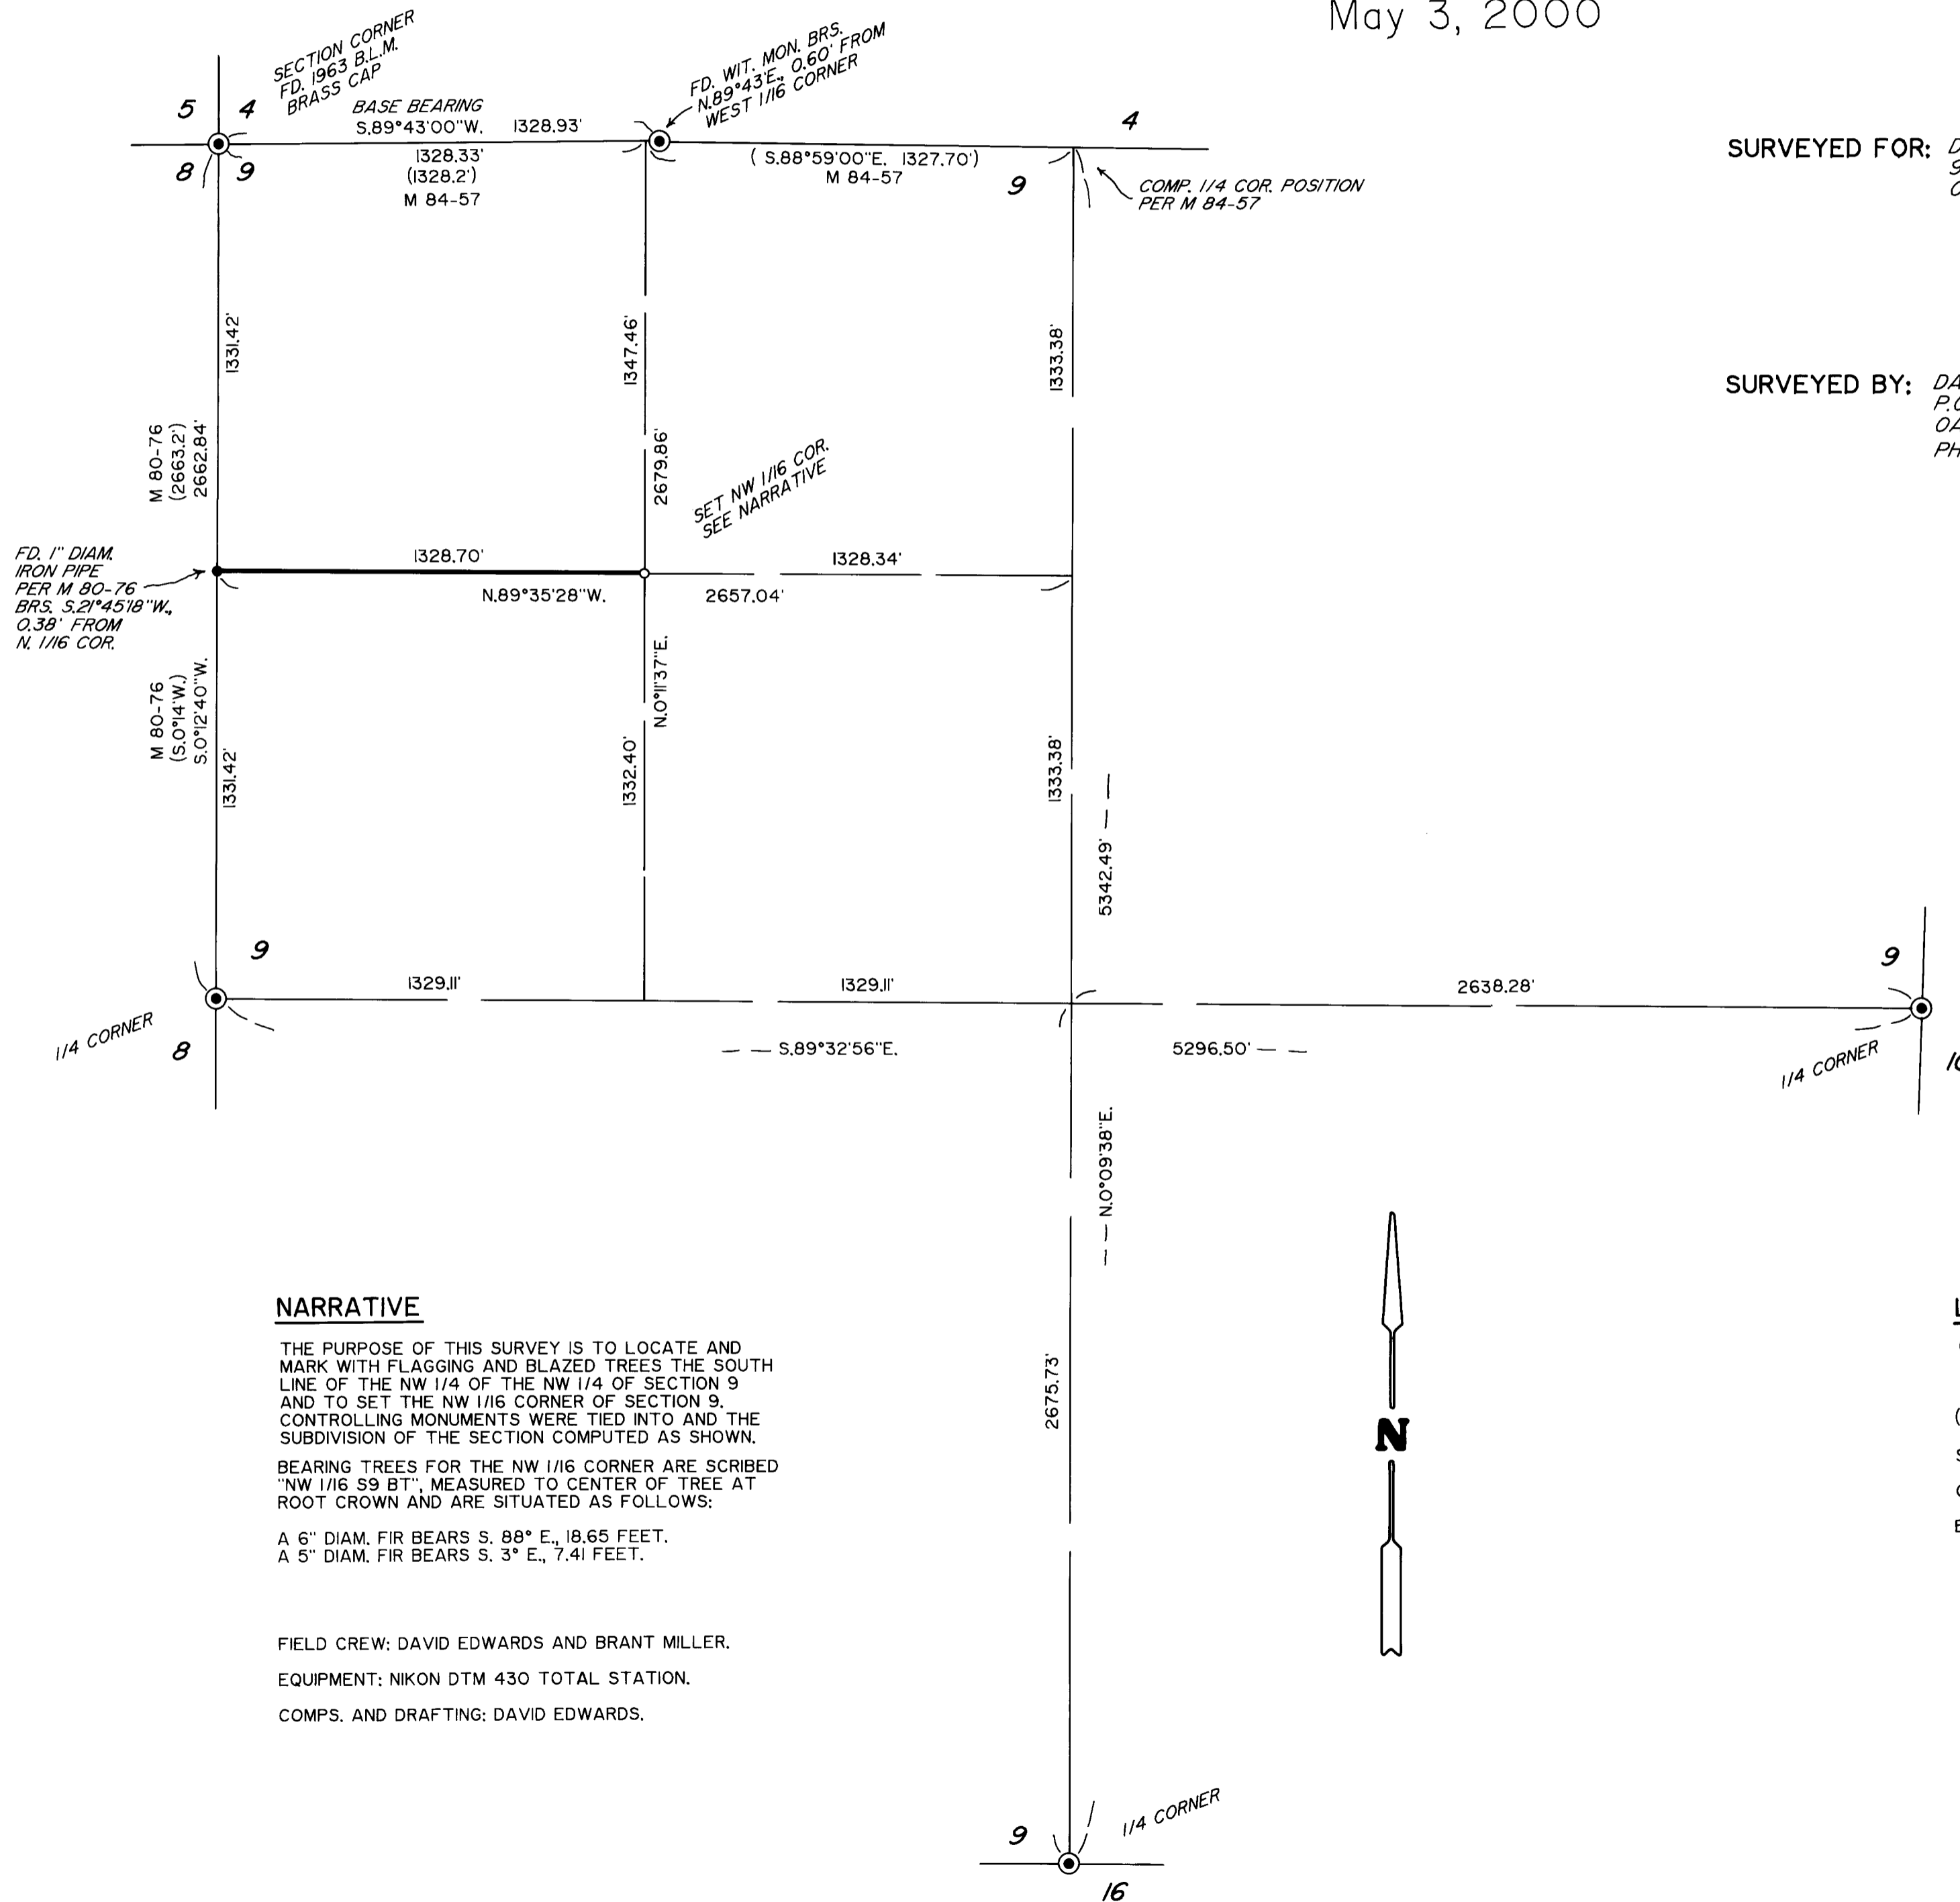 May 3, 2000
SECTION CORNER
FD. 1963 B.L.M.
BRASS CAP
FD. WIT. MON. BRS.
N.89°43'E., 0.60' FROM
WEST 1/16 CORNER
5
4
BASE BEARING
S.89°43'00"W. 1328.93'
4
8
9
1328.33'
(1328.2')
M 84-57
( S.88°59'00"E. 1327.70')
M 84-57
9
COMP. 1/4 COR. POSITION
PER M 84-57
SURVEYED FOR:
1331.42'
1347.46'
1333.38'
SURVEYED BY:
M 80-76
(2663.2')
2662.84'
2679.86'
SET NW 1/16 COR.
SEE NARRATIVE
FD. 1" DIAM.
IRON PIPE
PER M 80-76
BRS. S.21°45'18"W.,
0.38' FROM
N. 1/16 COR.
1328.70'
1328.34'
N.89°35'28"W.
2657.04'
M 80-76
(S.0°14'W.)
S.0°12'40"W.
N.0°11'37"E.
1331.42'
1332.40'
1333.38'
5342.49'
9
9
1329.11'
1329.11'
2638.28'
1/4 CORNER
8
S.89°32'56"E.
5296.50'
1/4 CORNER
N.0°09'38"E.
NARRATIVE
THE PURPOSE OF THIS SURVEY IS TO LOCATE AND
MARK WITH FLAGGING AND BLAZED TREES THE SOUTH
LINE OF THE NW 1/4 OF THE NW 1/4 OF SECTION 9
AND TO SET THE NW 1/16 CORNER OF SECTION 9.
CONTROLLING MONUMENTS WERE TIED INTO AND THE
SUBDIVISION OF THE SECTION COMPUTED AS SHOWN.
BEARING TREES FOR THE NW 1/16 CORNER ARE SCRIBED
"NW 1/16 S9 BT", MEASURED TO CENTER OF TREE AT
ROOT CROWN AND ARE SITUATED AS FOLLOWS:
A 6" DIAM. FIR BEARS S. 88° E., 18.65 FEET.
A 5" DIAM. FIR BEARS S. 3° E., 7.41 FEET.
2675.73'
N
FIELD CREW: DAVID EDWARDS AND BRANT MILLER.
EQUIPMENT: NIKON DTM 430 TOTAL STATION.
COMPS. AND DRAFTING: DAVID EDWARDS.
1/4 CORNER
9
16